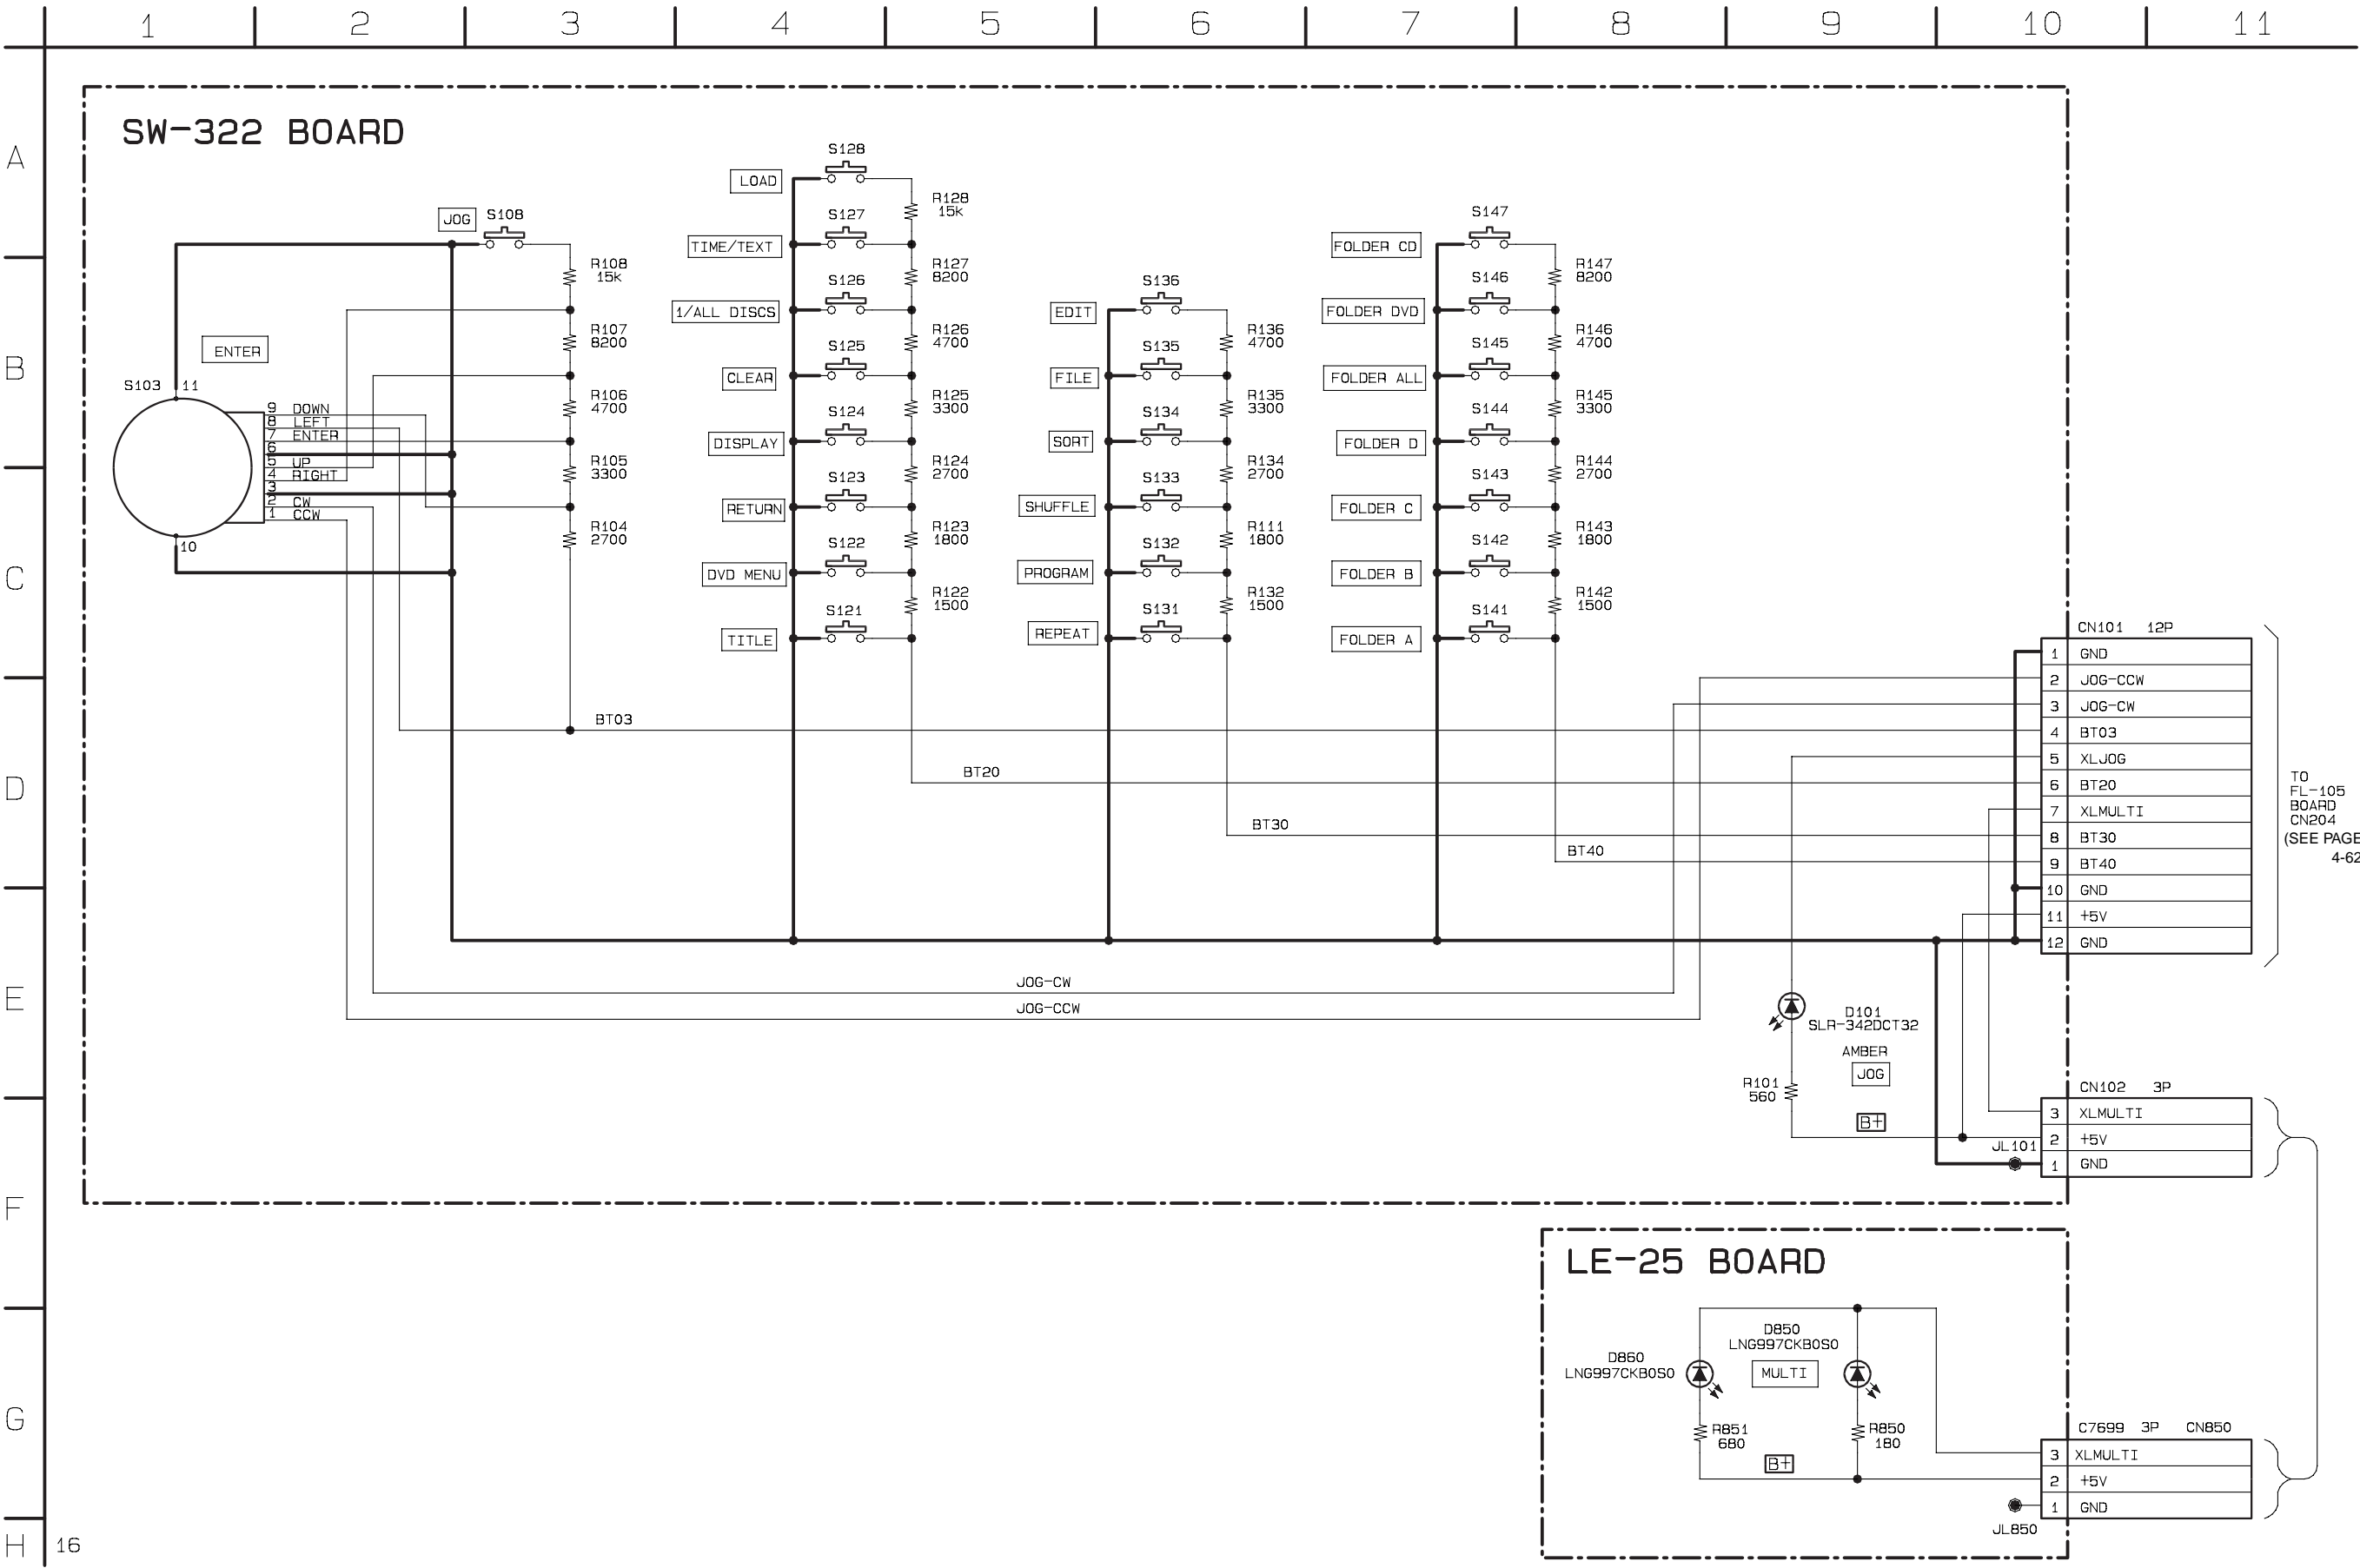 1 2 3 4 5 6 7 8 9 10 11
A
B
C
D
E
F
G
H
16
SW-322 BOARD
JOG S108
R108
15k
R107
8200
R106
4700
R105
3300
R104
2700
ENTER
S103 11
9 DOWN
8 LEFT
7 ENTER
6
5 UP
4 RIGHT
3
2 CW
1 CCW
10
BT03
LOAD S128
R128
15k
TIME/TEXT S127
R127
8200
1/ALL DISCS S126
R126
4700
CLEAR S125
R125
3300
DISPLAY S124
R124
2700
RETURN S123
R123
1800
DVD MENU S122
R122
1500
TITLE S121
BT20
EDIT S136
R136
4700
FILE S135
R135
3300
SORT S134
R134
2700
SHUFFLE S133
R111
1800
PROGRAM S132
R132
1500
REPEAT S131
BT30
FOLDER CD S147
R147
8200
FOLDER DVD S146
R146
4700
FOLDER ALL S145
R145
3300
FOLDER D S144
R144
2700
FOLDER C S143
R143
1800
FOLDER B S142
R142
1500
FOLDER A S141
BT40
JOG-CW
JOG-CCW
CN101 12P
1 GND
2 JOG-CCW
3 JOG-CW
4 BT03
5 XLJOG
6 BT20
7 XLMULTI
8 BT30
9 BT40
10 GND
11 +5V
12 GND
TO
FL-105
BOARD
CN204
(SEE PAGE
4-62
D101
SLR-342DCT32
AMBER
JOG
R101
560
B+
JL101
CN102 3P
3 XLMULTI
2 +5V
1 GND
LE-25 BOARD
D850
LNG997CKB0S0
D860
LNG997CKB0S0
MULTI
R851
680
R850
180
B+
C7699 3P CN850
3 XLMULTI
2 +5V
1 GND
JL850